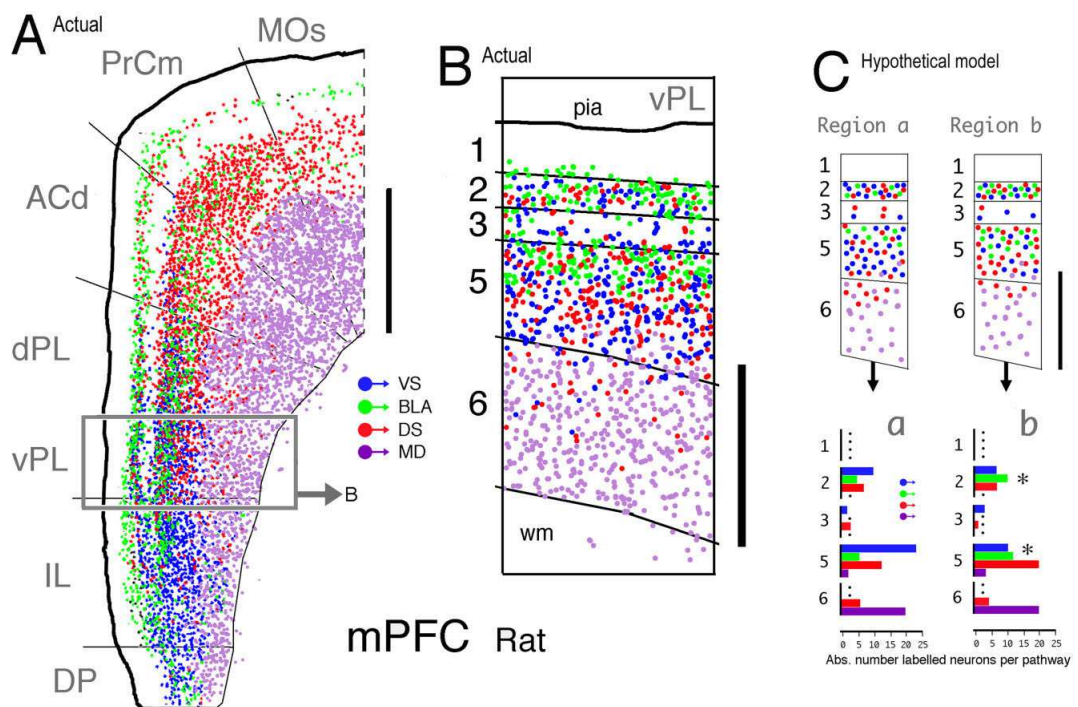 A Actual
MOs
PrCm
ACd
dPL
vPL
IL
DP
VS
BLA
DS
MD
B
mPFC Rat
B Actual
pia
vPL
1
2
3
5
6
wm
C Hypothetical model
Region a
Region b
1
2
3
5
6
1
2
3
5
6
a
b
1
2
3
5
6
0 5 10 15 20 25
1
2 *
3
5 *
6
0 5 10 15 20 25
Abs. number labelled neurons per pathway